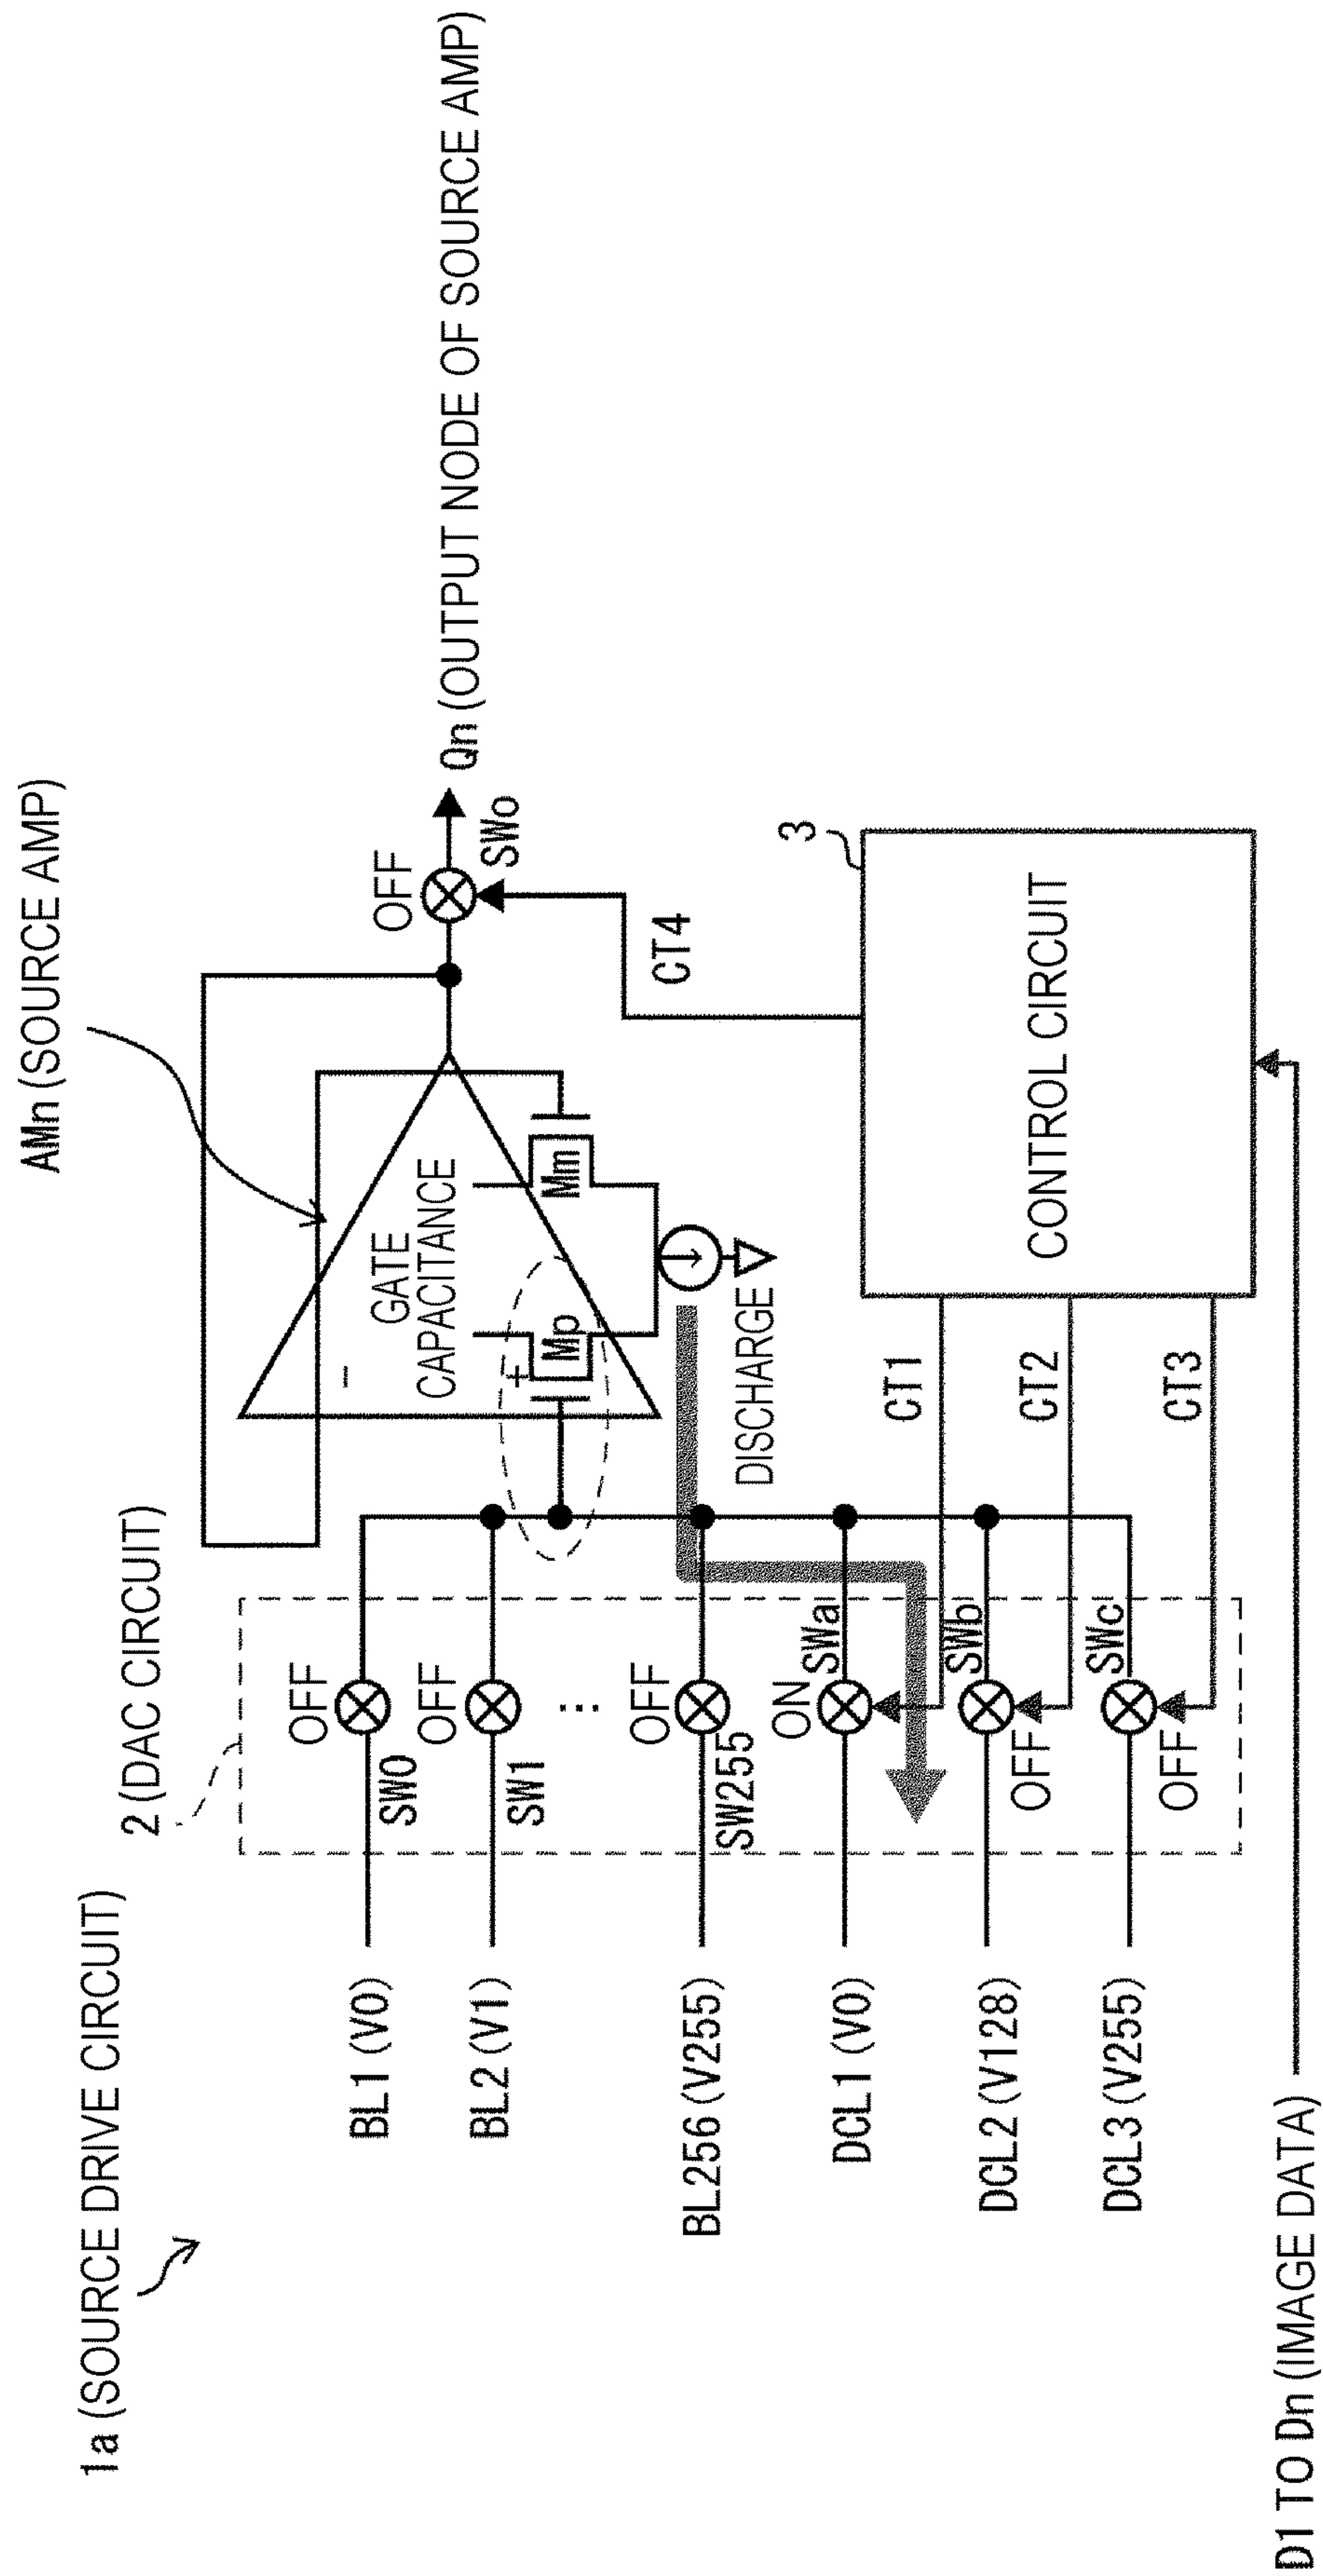 1a (SOURCE DRIVE CIRCUIT)
2 (DAC CIRCUIT)
AMn (SOURCE AMP)
BL1 (V0)
SW0
OFF
BL2 (V1)
SW1
OFF
...
BL256 (V255)
SW255
OFF
DCL1 (V0)
ON
SWa
DCL2 (V128)
OFF
SWb
DCL3 (V255)
OFF
SWc
-
+
GATE
CAPACITANCE
Mp
Mm
DISCHARGE
OFF
SWo
Qn (OUTPUT NODE OF SOURCE AMP)
CT4
CT1
CT2
CT3
3
CONTROL CIRCUIT
D1 TO Dn (IMAGE DATA)